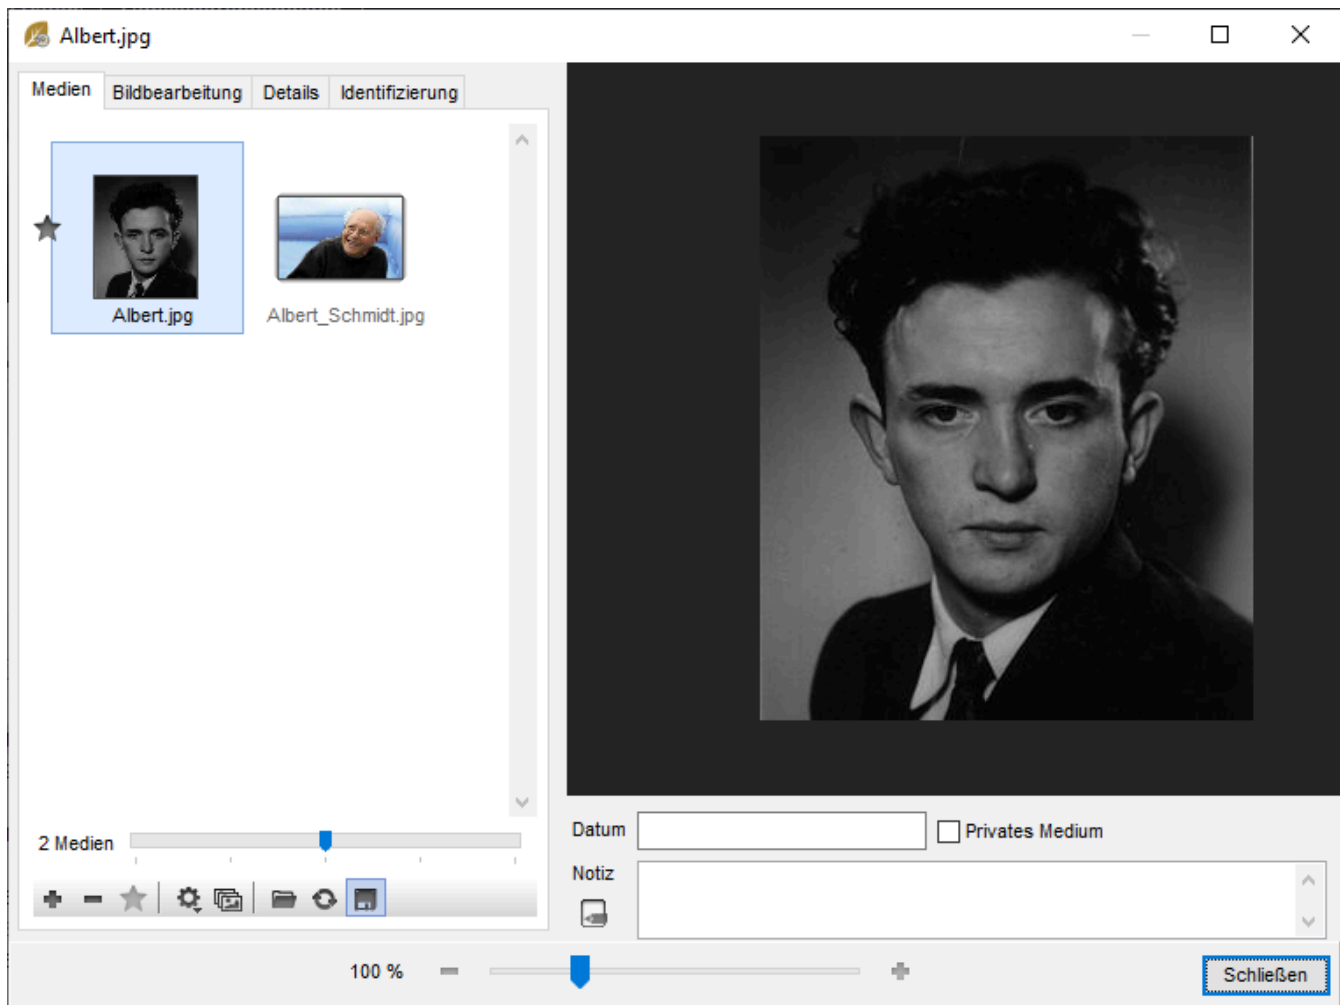 Albert.jpg
Medien Bildbearbeitung Details Identifizierung
Albert.jpg Albert_Schmidt.jpg
2 Medien
Datum Privates Medium
Notiz
100 %
Schließen